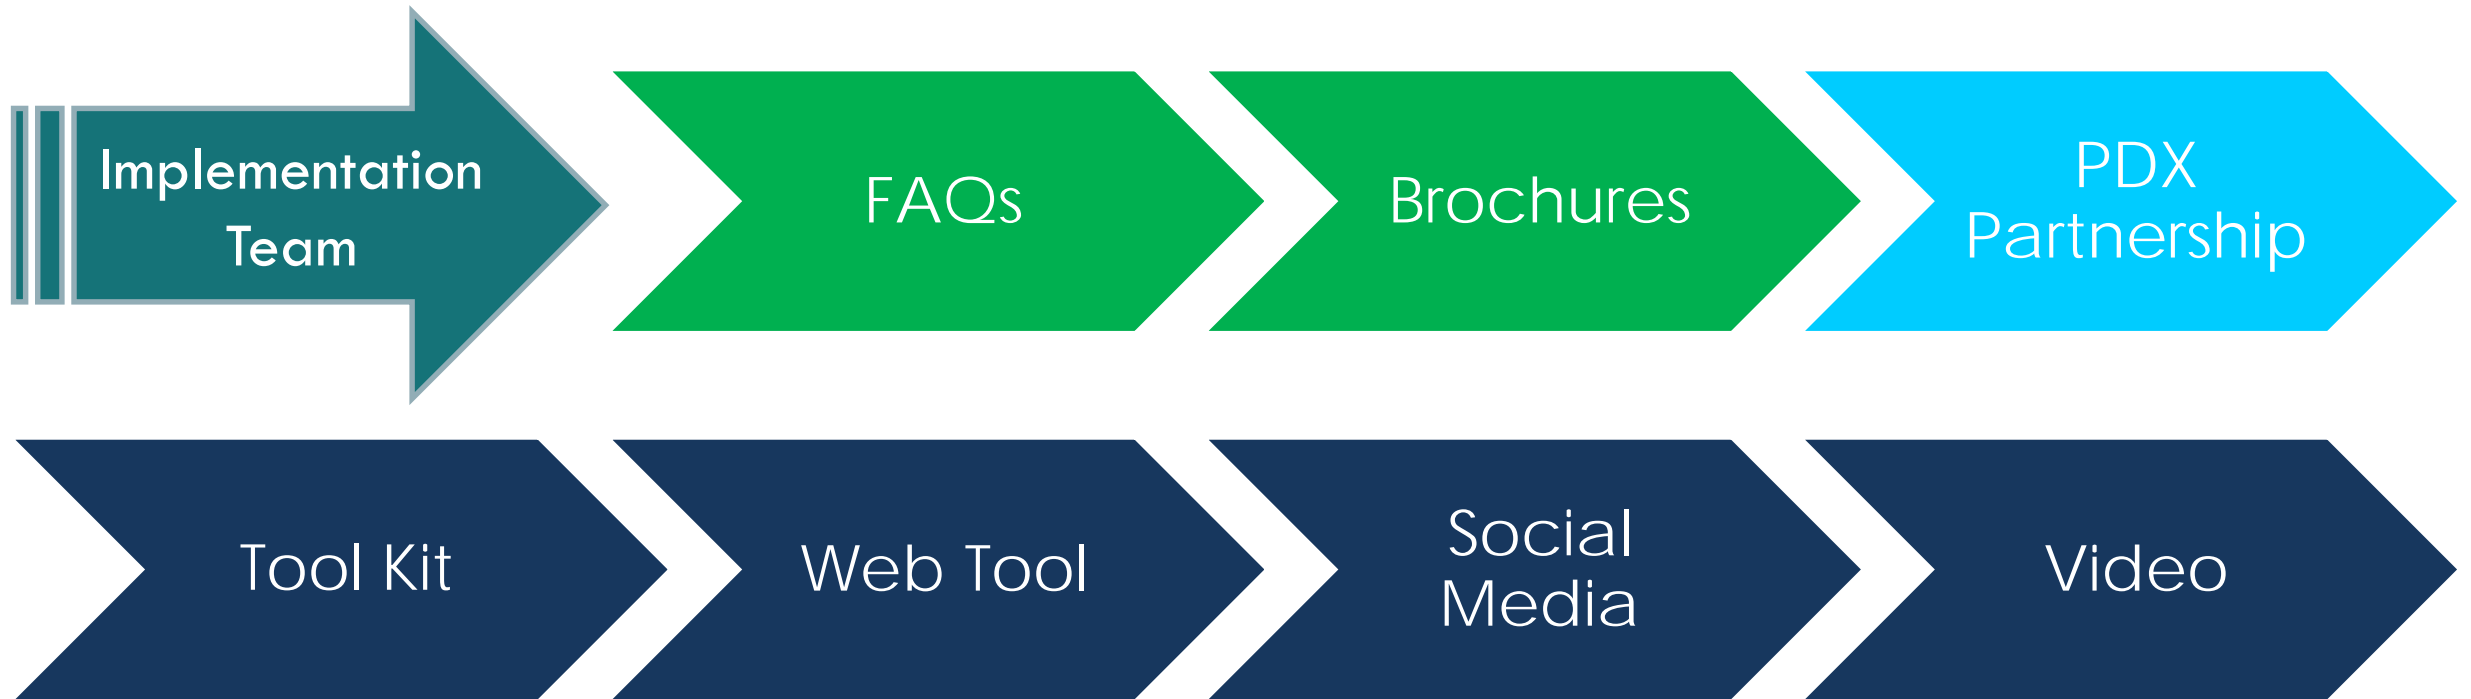 Implementation
Team
FAQs
Brochures
PDX
Partnership
Tool Kit
Web Tool
Social
Media
Video